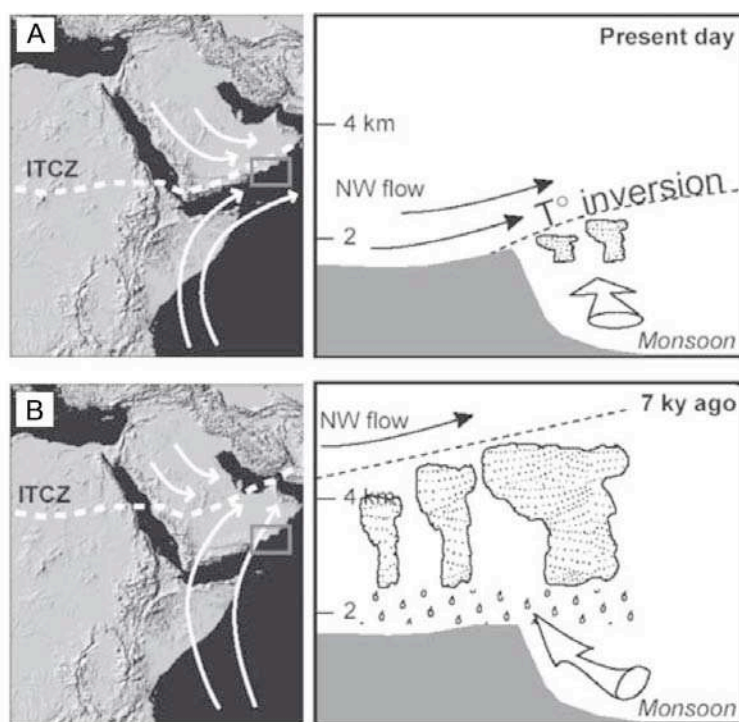 A
ITCZ
Present day
4 km
NW flow
T° inversion
2
Monsoon
B
ITCZ
7 ky ago
NW flow
4 km
2
Monsoon